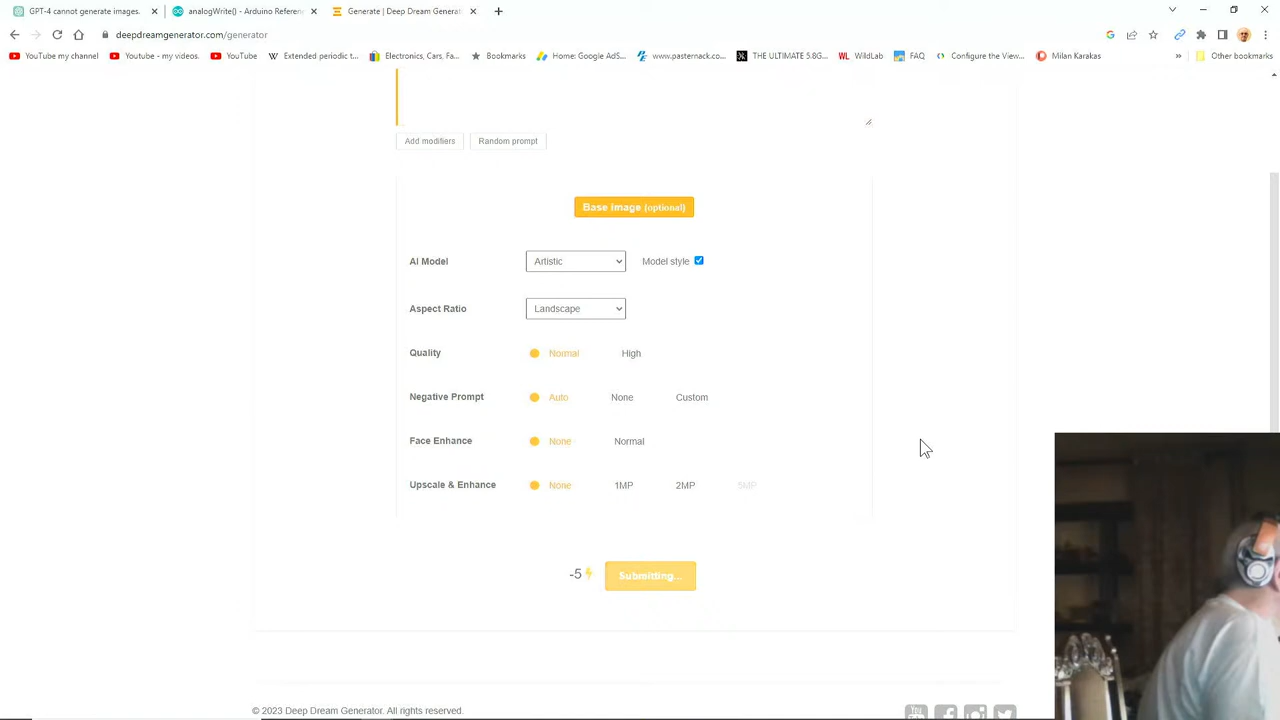 GPT-4 cannot generate images.
analogWrite() - Arduino Referenc
Generate | Deep Dream Generat
deepdreamgenerator.com/generator
YouTube my channel
Youtube - my videos.
YouTube
Extended periodic t...
Electronics, Cars, Fa...
Bookmarks
Home: Google AdS...
www.pasternack.co...
THE ULTIMATE 5.8G...
WL WildLab
FAQ
Configure the View...
Milan Karakas
»
Other bookmarks
Add modifiers
Random prompt
Base image (optional)
AI Model
Artistic
Model style
Aspect Ratio
Landscape
Quality
Normal
High
Negative Prompt
Auto
None
Custom
Face Enhance
None
Normal
Upscale & Enhance
None
1MP
2MP
5MP
-5
Submitting...
© 2023 Deep Dream Generator. All rights reserved.